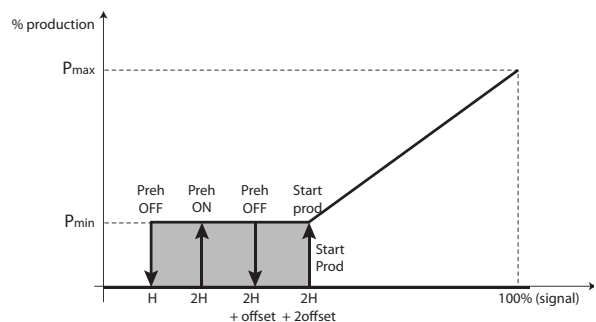 % production
Pmax
Preh
OFF
Preh
ON
Preh
OFF
Start
prod
Pmin
Start
Prod
H
2H
2H
+ offset
2H
+ 2offset
100% (signal)